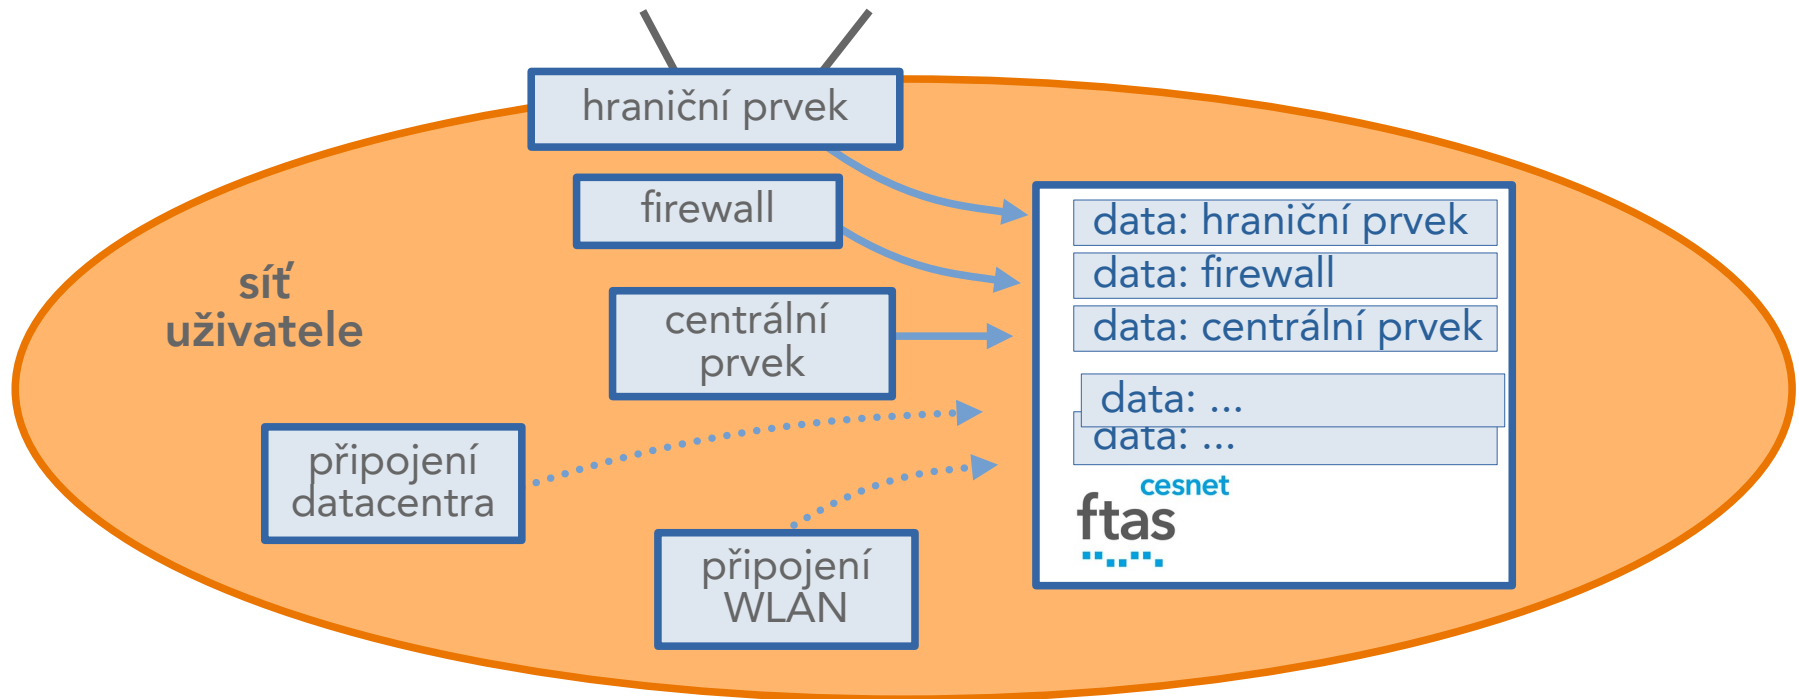 hraniční prvek
firewall
síť
uživatele
centrální
prvek
připojení
datacentra
připojení
WLAN
data: hraniční prvek
data: firewall
data: centrální prvek
data: ...
data: ...
cesnet
ftas